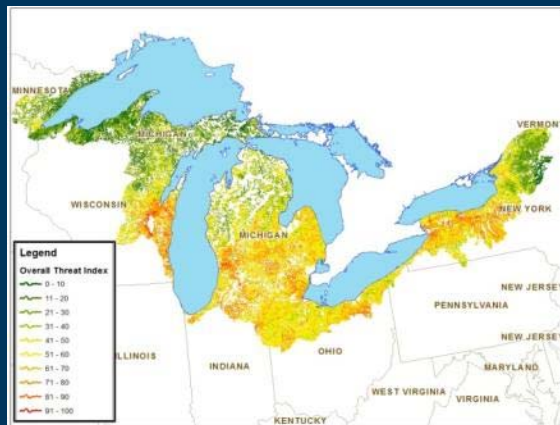 MINNESOTA
MICHIGAN
VERMONT
WISCONSIN
NEW YORK
MICHIGAN
Legend
Overall Threat Index
0 - 10
11 - 20
21 - 30
31 - 40
41 - 50
51 - 60
61 - 70
71 - 80
81 - 90
91 - 100
NEW JERSEY
PENNSYLVANIA
NEW JERSEY
ILLINOIS
INDIANA
OHIO
MARYLAND
WEST VIRGINIA
VIRGINIA
KENTUCKY